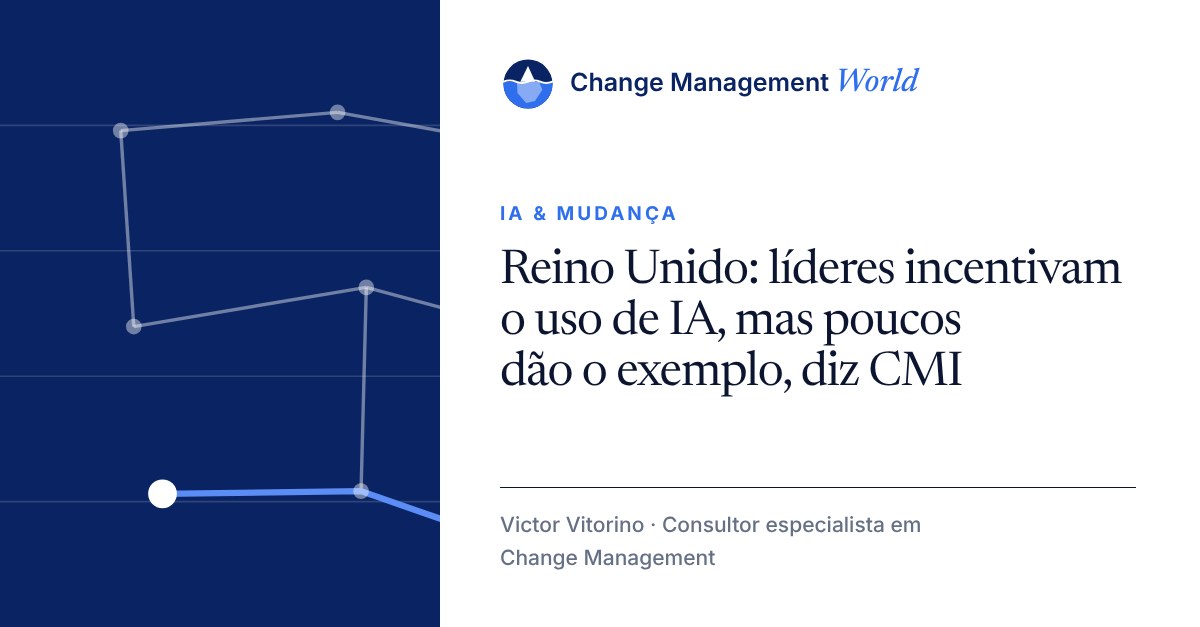 Change Management World
IA & MUDANÇA
Reino Unido: líderes incentivam
o uso de IA, mas poucos
dão o exemplo, diz CMI
Victor Vitorino · Consultor especialista em
Change Management